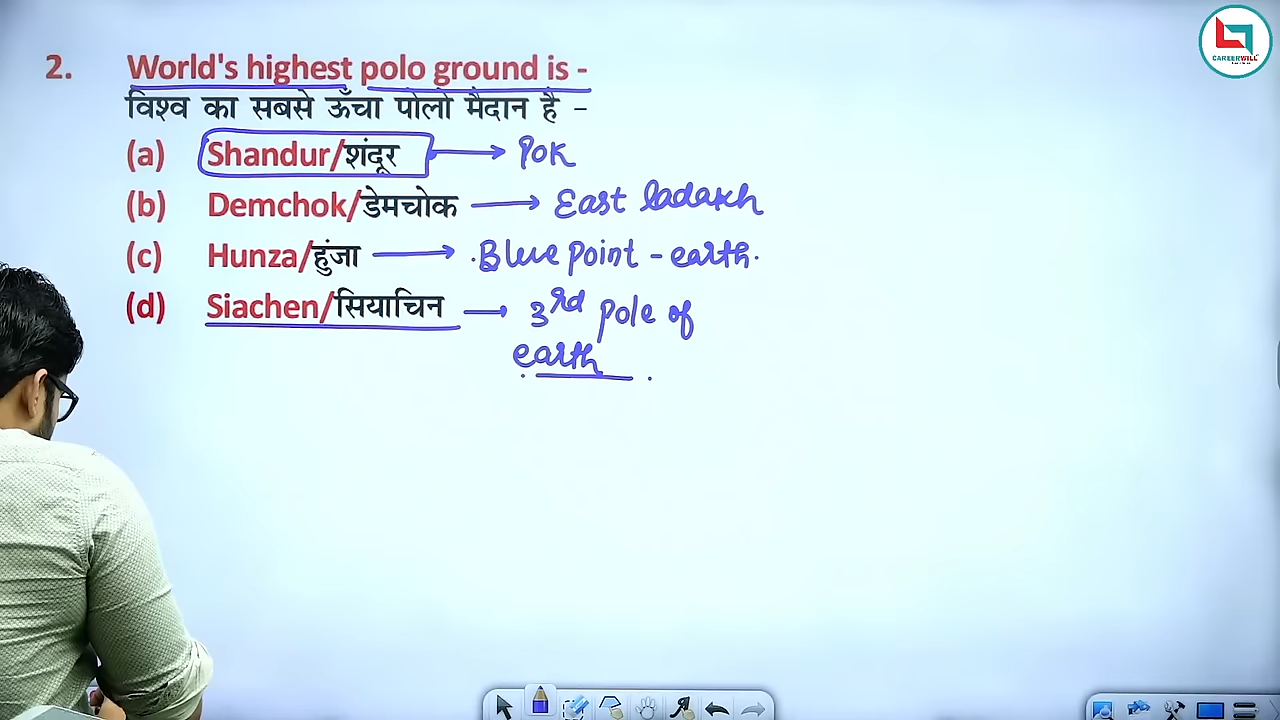 CAREERWILL
2. World's highest polo ground is -
विश्व का सबसे ऊँचा पोलो मैदान है -
(a) Shandur/शंदूर → POK
(b) Demchok/डेमचोक → East ladakh
(c) Hunza/हुंजा → Blue point - earth.
(d) Siachen/सियाचिन → 3rd pole of
earth